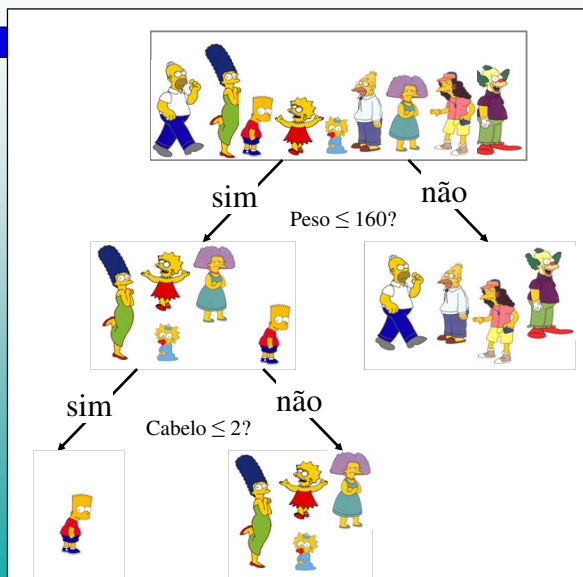 sim
não
Peso ≤ 160?
sim
não
Cabelo ≤ 2?